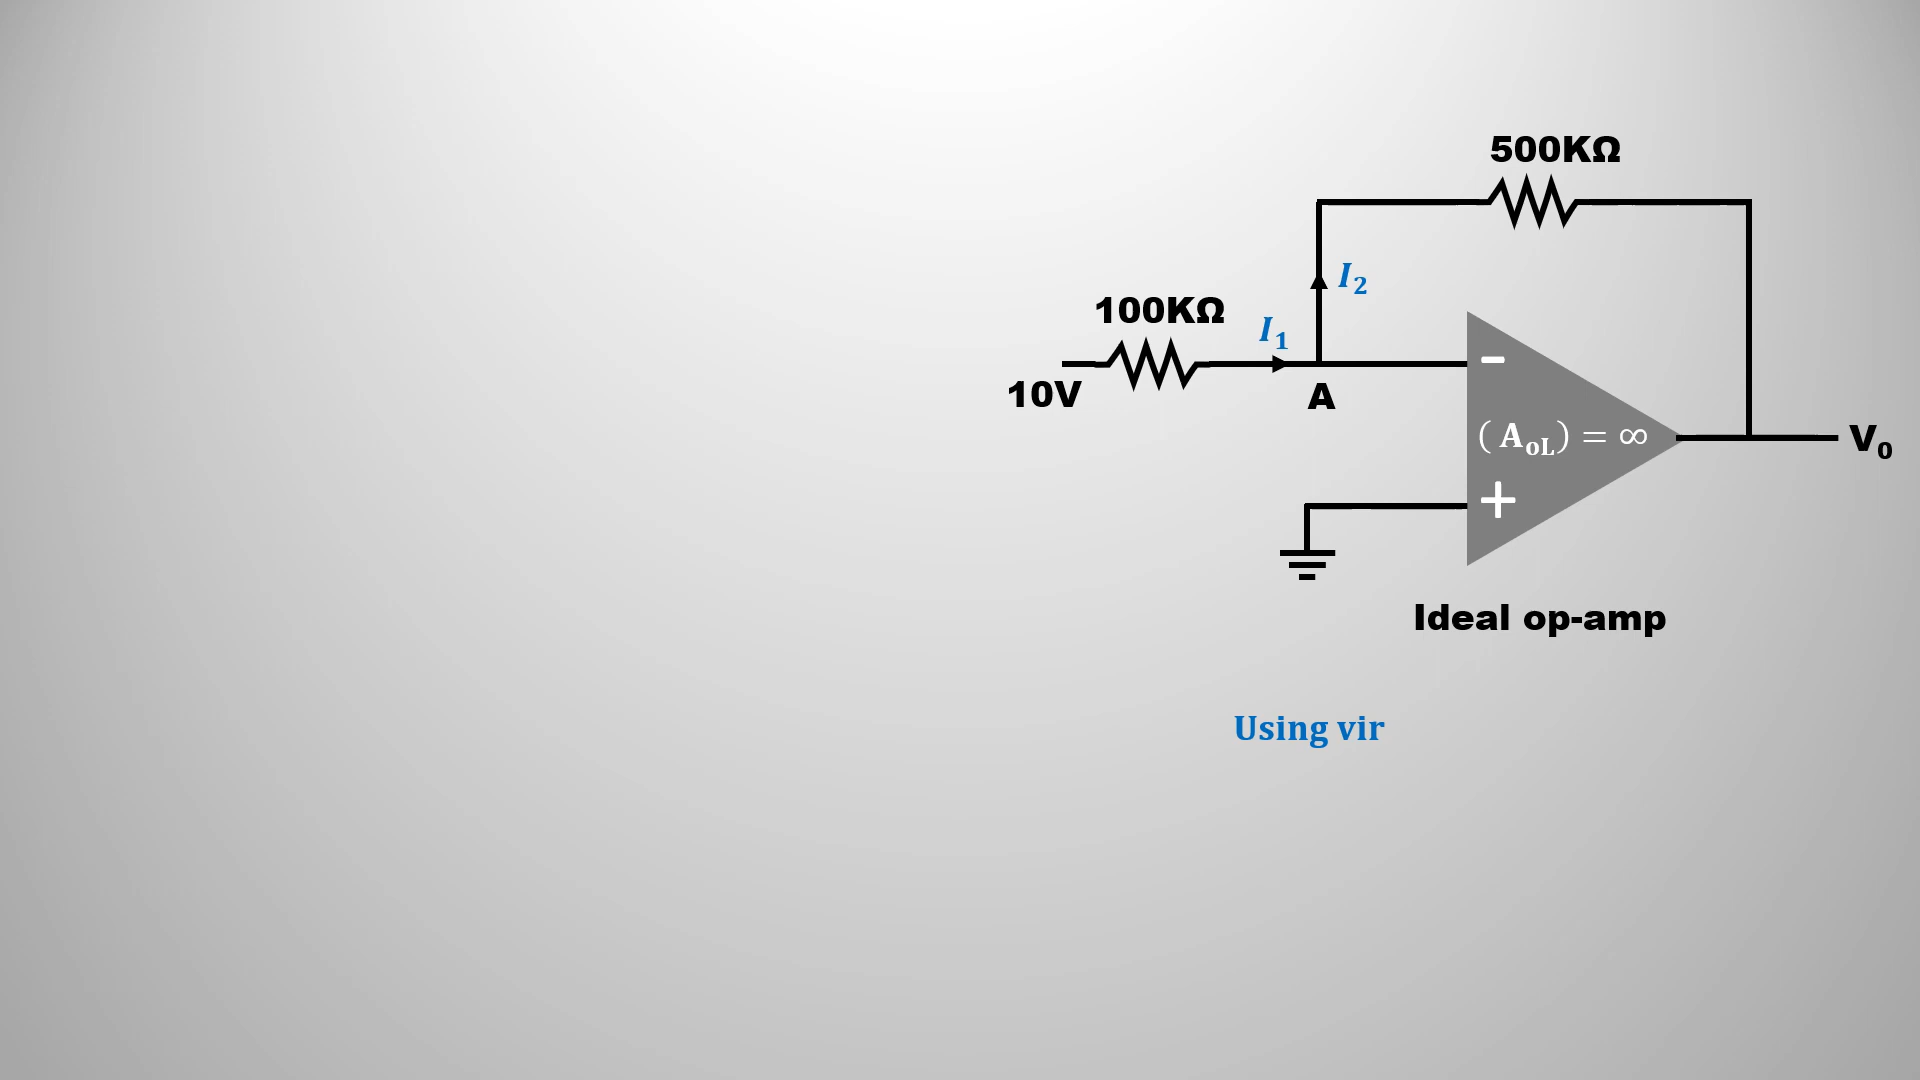 500KΩ
I₂
100KΩ
I₁
10V
A
−
( AₒL) = ∞
V₀
+
Ideal op-amp
Using vir